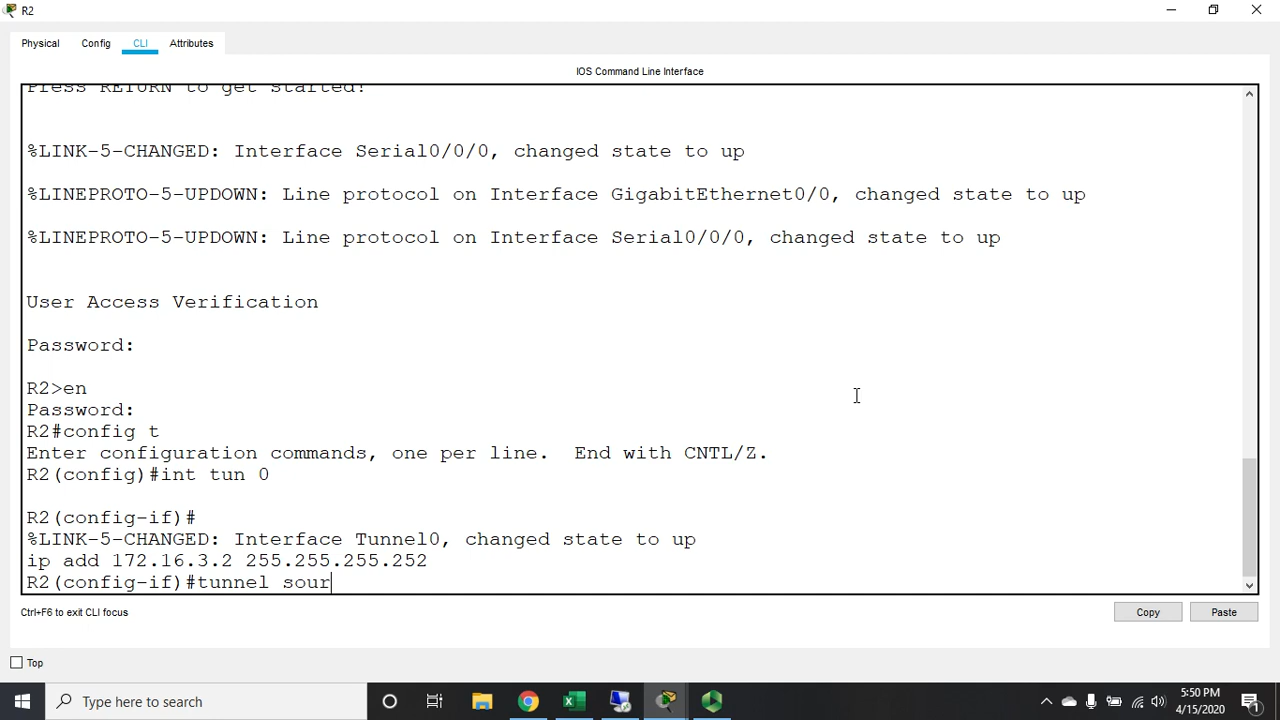 R2
Physical
Config
CLI
Attributes
IOS Command Line Interface
Press RETURN to get started!
%LINK-5-CHANGED: Interface Serial0/0/0, changed state to up
%LINEPROTO-5-UPDOWN: Line protocol on Interface GigabitEthernet0/0, changed state to up
%LINEPROTO-5-UPDOWN: Line protocol on Interface Serial0/0/0, changed state to up
User Access Verification
Password:
R2>en
Password:
R2#config t
Enter configuration commands, one per line.  End with CNTL/Z.
R2(config)#int tun 0
R2(config-if)#
%LINK-5-CHANGED: Interface Tunnel0, changed state to up
ip add 172.16.3.2 255.255.255.252
R2(config-if)#tunnel sour
Ctrl+F6 to exit CLI focus
Copy
Paste
Top
Type here to search
5:50 PM
4/15/2020
1